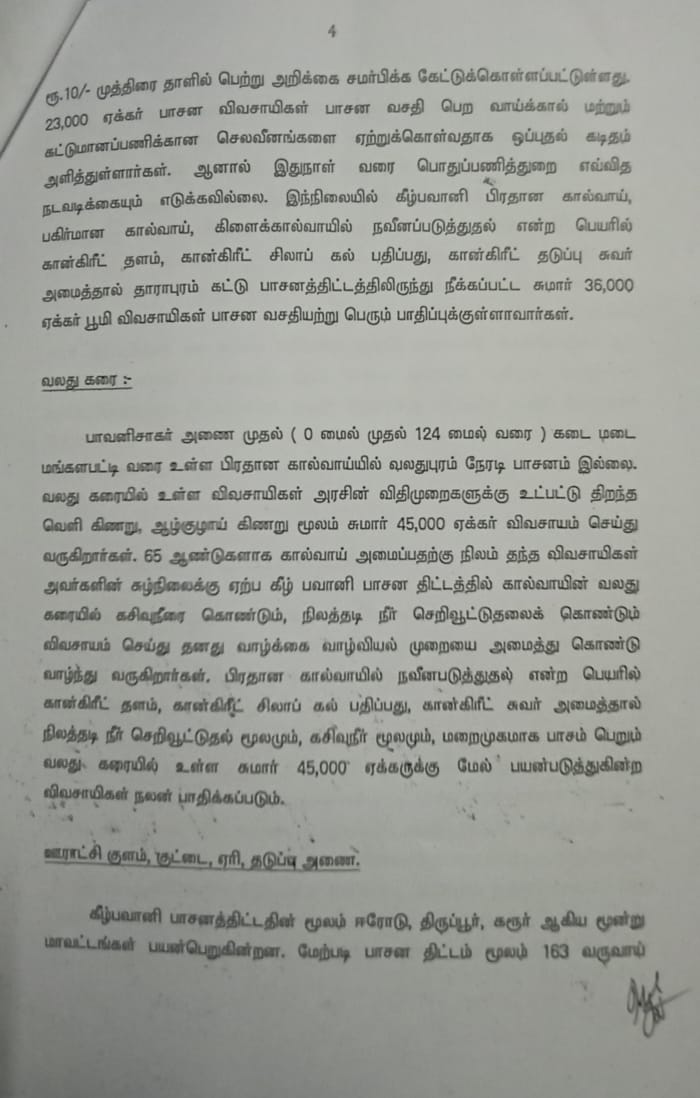 4
ரூ.10/- முத்திரை தாளில் பெற்று அறிக்கை சமர்பிக்க கேட்டுக்கொள்ளப்பட்டுள்ளது.
23,000 ஏக்கர் பாசன விவசாயிகள் பாசன வசதி பெற வாய்க்கால் மற்றும்
கட்டுமானப்பணிக்கான செலவீனங்களை ஏற்றுக்கொள்வதாக ஒப்புதல் கடிதம்
அளித்துள்ளார்கள். ஆனால் இதுநாள் வரை பொதுப்பணித்துறை எவ்வித
நடவடிக்கையும் எடுக்கவில்லை. இந்நிலையில் கீழ்பவானி பிரதான கால்வாய்,
பகிர்மான கால்வாய், கிளைக்கால்வாயில் நவீனப்படுத்துதல் என்ற பெயரில்
கான்கிரீட் தளம், கான்கிரீட் சிலாப் கல் பதிப்பது, கான்கிரீட் தடுப்பு சுவர்
அமைத்தால் தாராபுரம் கட்டு பாசனத்திட்டத்திலிருந்து நீக்கப்பட்ட சுமார் 36,000
ஏக்கர் பூமி விவசாயிகள் பாசன வசதியற்று பெரும் பாதிப்புக்குள்ளாவார்கள்.
வலது கரை :-
பாவனிசாகர் அணை முதல் ( 0 மைல் முதல் 124 மைல் வரை ) கடை மடை
மங்களபட்டி வரை உள்ள பிரதான கால்வாயில் வலதுபுரம் நேரடி பாசனம் இல்லை.
வலது கரையில் உள்ள விவசாயிகள் அரசின் விதிமுறைகளுக்கு உட்பட்டு திறந்த
வெளி கிணறு, ஆழ்குழாய் கிணறு மூலம் சுமார் 45,000 ஏக்கர் விவசாயம் செய்து
வருகிறார்கள். 65 ஆண்டுகளாக கால்வாய் அமைப்பதற்கு நிலம் தந்த விவசாயிகள்
அவர்களின் சுழ்நிலைக்கு ஏற்ப கீழ் பவானி பாசன திட்டத்தில் கால்வாயின் வலது
கரையில் கசிவுநீரை கொண்டும், நிலத்தடி நீர் செறிவூட்டுதலைக் கொண்டும்
விவசாயம் செய்து தனது வாழ்க்கை வாழ்வியல் முறையை அமைத்து கொண்டு
வாழ்ந்து வருகிறார்கள். பிரதான கால்வாயில் நவீனபடுத்துதல் என்ற பெயரில்
கான்கிரீட் தளம், கான்கிரீட் சிலாப் கல் பதிப்பது, கான்கிரீட் சுவர் அமைத்தால்
நிலத்தடி நீர் செறிவூட்டுதல் மூலமும், கசிவுநீர் மூலமும், மறைமுகமாக பாசம் பெறும்
வலது கரையில் உள்ள சுமார் 45,000 ஏக்கருக்கு மேல் பயன்படுத்துகின்ற
விவசாயிகள் நலன் பாதிக்கப்படும்.
ஊராட்சி குளம், குட்டை, ஏரி, தடுப்பு அணை.
கீழ்பவானி பாசனத்திட்டதின் மூலம் ஈரோடு, திருப்பூர், கரூர் ஆகிய மூன்று
மாவட்டங்கள் பயன்பெறுகின்றன. மேற்படி பாசன திட்டம் மூலம் 163 வருவாய்